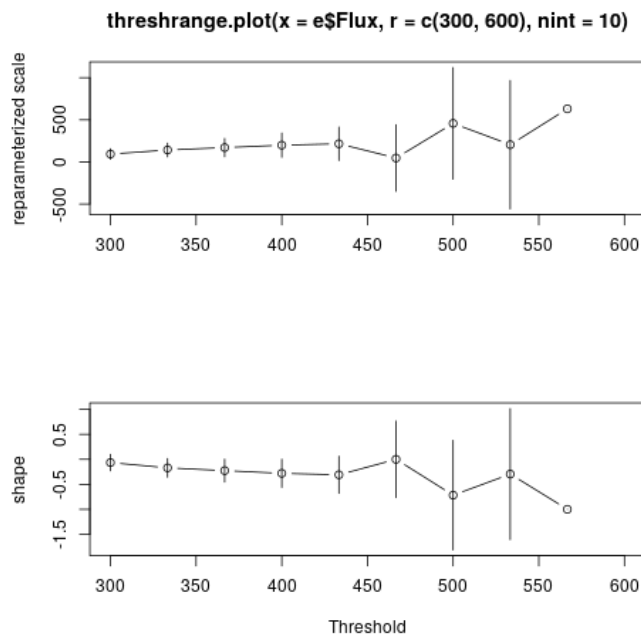 threshrange.plot(x = e$Flux, r = c(300, 600), nint = 10)
reparameterized scale
500
0
-500
300 350 400 450 500 550 600
shape
0.5
-0.5
-1.5
300 350 400 450 500 550 600
Threshold